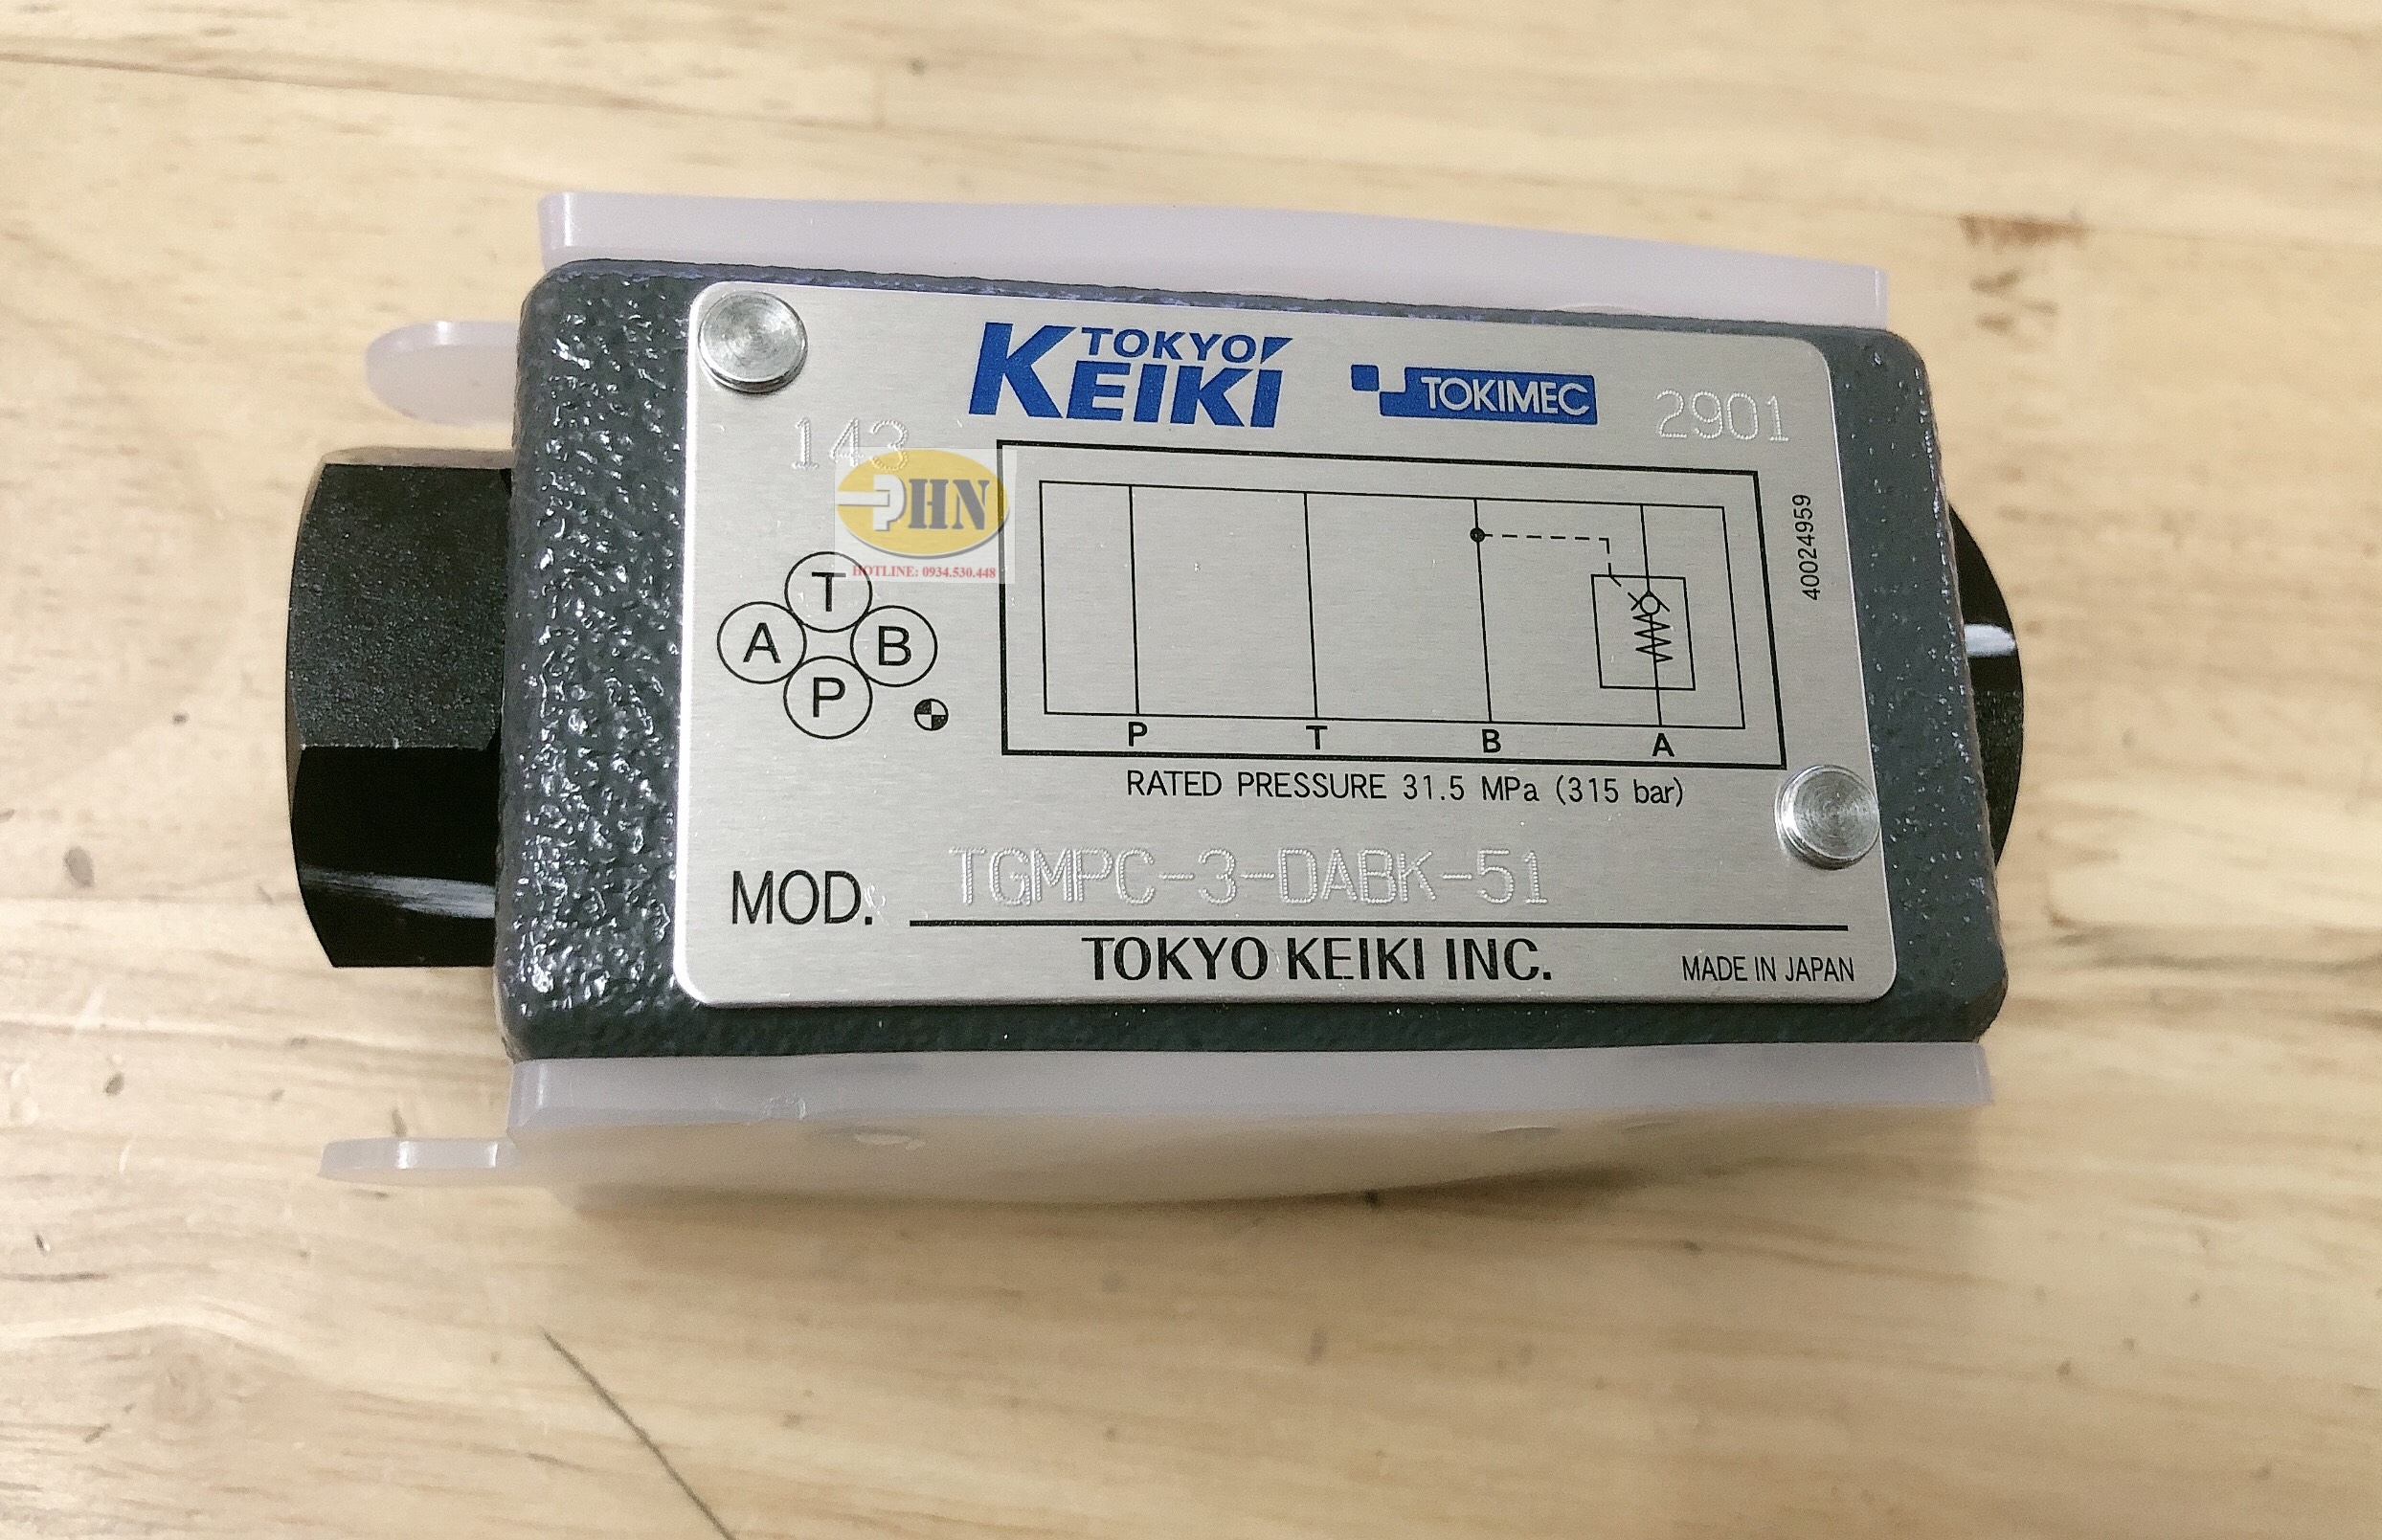 TOKYO
KEIKI
TOKIMEC
2901
143
PHN
HOTLINE: 0934.530.448
40024959
T
A B
P
P T B A
RATED PRESSURE 31.5 MPa (315 bar)
MOD. TGMPC-3-DABK-51
TOKYO KEIKI INC.
MADE IN JAPAN